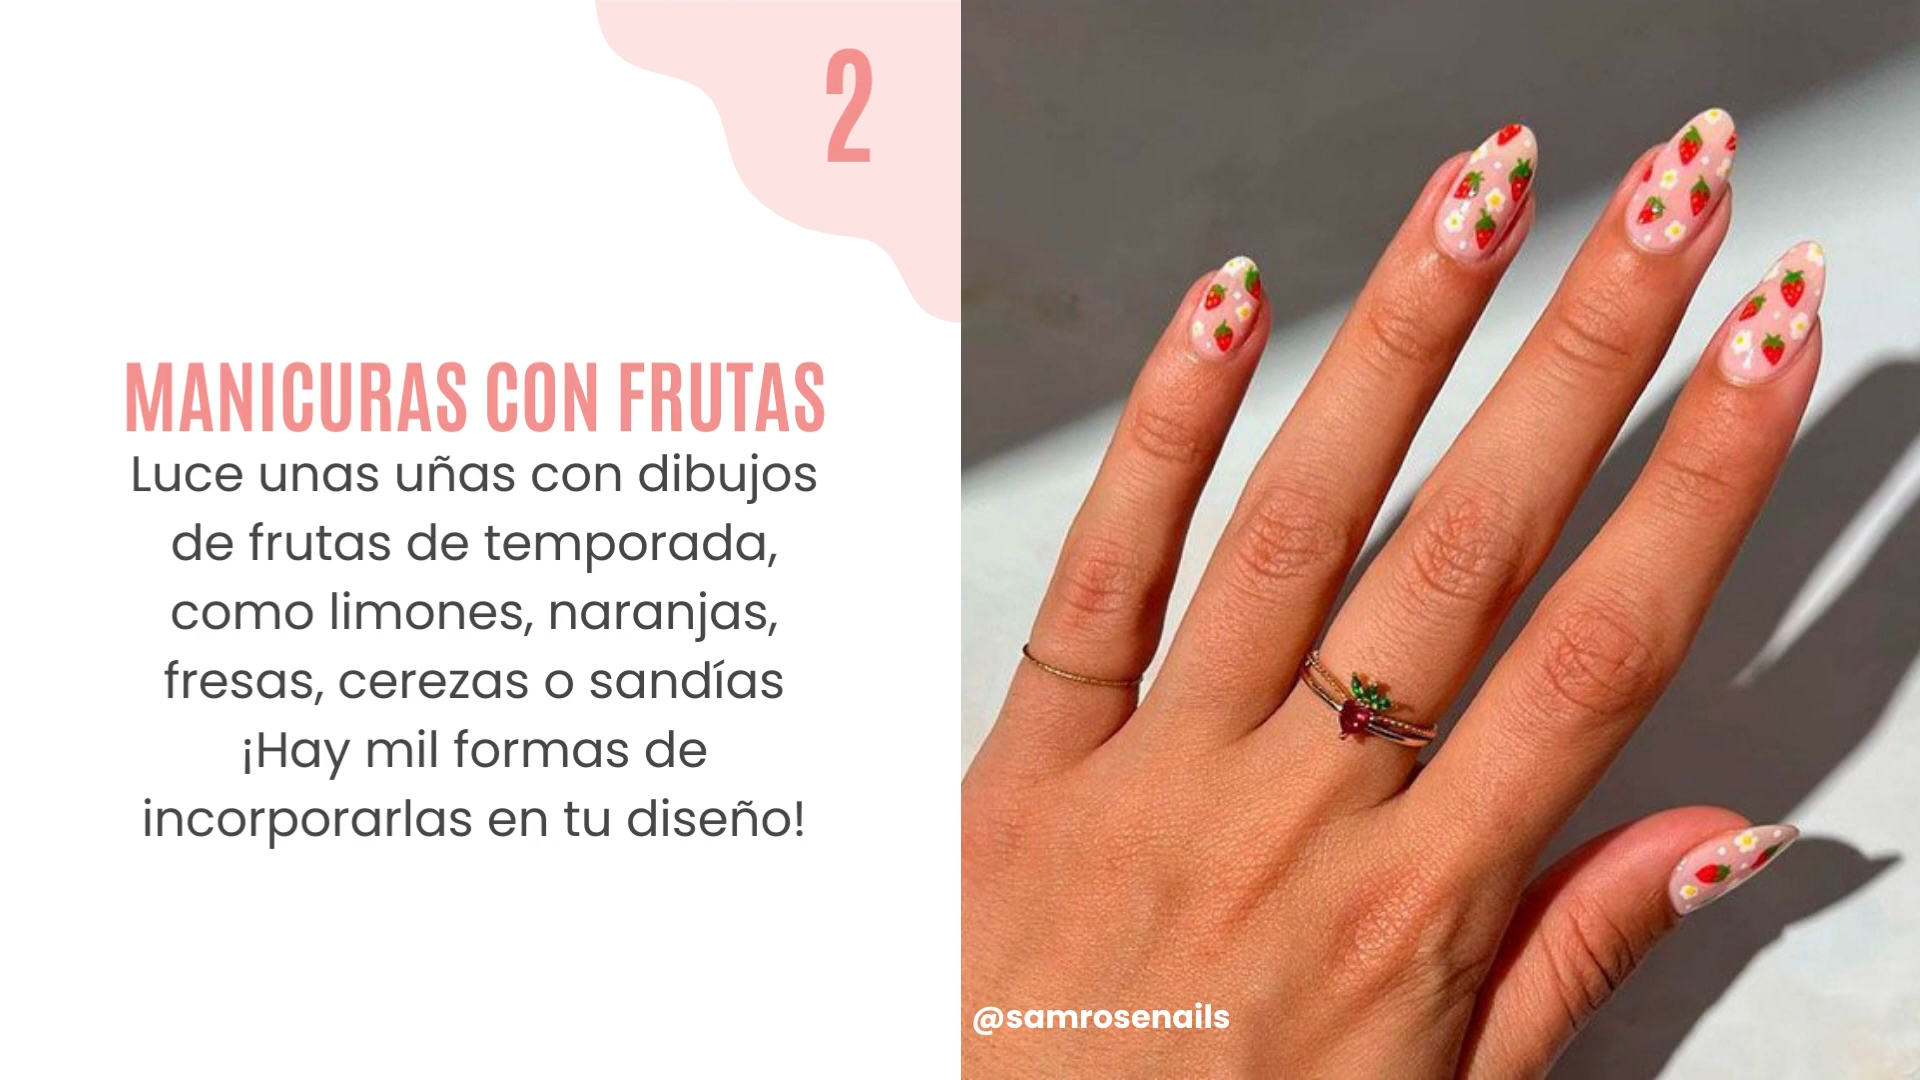 2
MANICURAS CON FRUTAS
Luce unas uñas con dibujos
de frutas de temporada,
como limones, naranjas,
fresas, cerezas o sandías
¡Hay mil formas de
incorporarlas en tu diseño!
@samrosenails